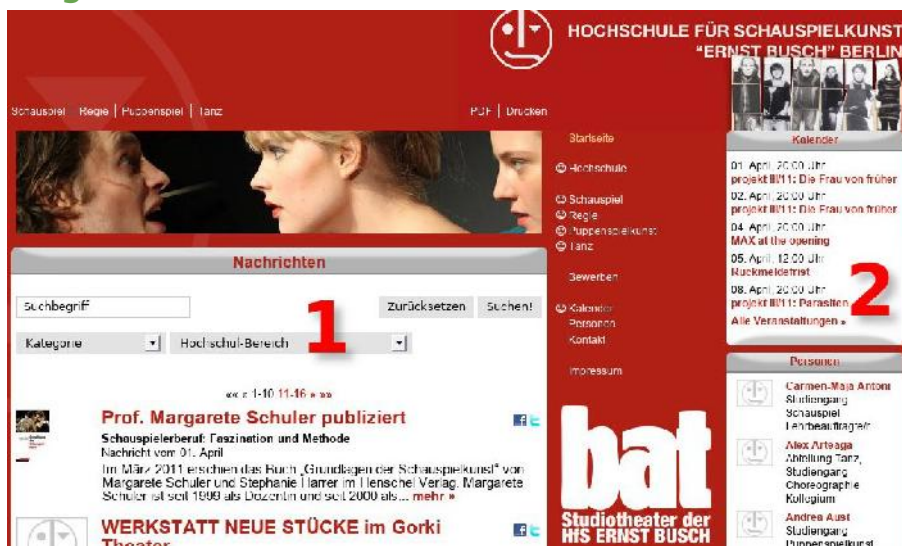 HOCHSCHULE FÜR SCHAUSPIELKUNST
"ERNST BUSCH" BERLIN
Schauspiel | Regie | Puppenspiel | Tanz
PDF | Drucken
Nachrichten
Suchbegriff
Zurücksetzen
Suchen!
Kategorie
Hochschul-Bereich
1
«« « 1-10 11-16 » »»
Prof. Margarete Schuler publiziert
Schauspielerberuf: Faszination und Methode
Nachricht vom 01. April
Im März 2011 erschien das Buch „Grundlagen der Schauspielkunst" von
Margarete Schuler und Stephanie Harrer im Henschel Verlag. Margarete
Schuler ist seit 1999 als Dozentin und seit 2000 als... mehr »
WERKSTATT NEUE STÜCKE im Gorki
Theater
Startseite
Hochschule
Schauspiel
Regie
Puppenspielkunst
Tanz
Bewerben
Kalender
Personen
Kontakt
Impressum
bat
Studiotheater der
HfS ERNST BUSCH
Kalender
01. April, 20:00 Uhr
projekt III/11: Die Frau von früher
02. April, 20:00 Uhr
projekt III/11: Die Frau von früher
04. April, 20:00 Uhr
MAX at the opening
05. April, 12:00 Uhr
Rückmeldefrist
08. April, 20:00 Uhr
projekt III/11: Parasiten
Alle Veranstaltungen »
2
Personen
Carmen-Maja Antoni
Studiengang
Schauspiel
Lehrbeauftragte/r
Alex Arteaga
Abteilung Tanz,
Studiengang
Choreographie
Kollegium
Andrea Aust
Studiengang
Puppenspielkunst